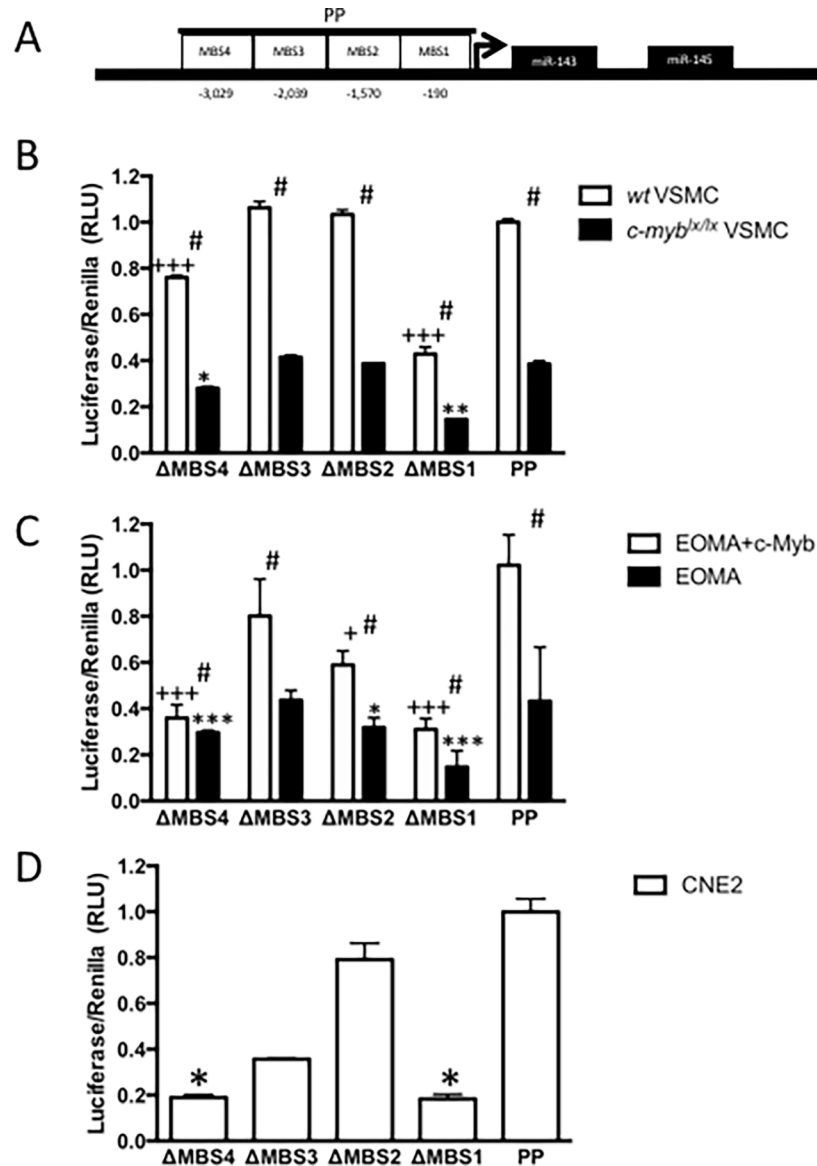 A
PP
MBS4 MBS3 MBS2 MBS1
miR-143 miR-145
-3,029 -2,039 -1,570 -190
B
Luciferase/Renilla (RLU)
1.2
1.0
0.8
0.6
0.4
0.2
0.0
+++ # # # +++ # #
* **
ΔMBS4 ΔMBS3 ΔMBS2 ΔMBS1 PP
wt VSMC
c-myb^lx/lx VSMC
C
Luciferase/Renilla (RLU)
1.2
1.0
0.8
0.6
0.4
0.2
0.0
+++ # # + # +++ # #
*** * ***
ΔMBS4 ΔMBS3 ΔMBS2 ΔMBS1 PP
EOMA+c-Myb
EOMA
D
Luciferase/Renilla (RLU)
1.2
1.0
0.8
0.6
0.4
0.2
0.0
* *
ΔMBS4 ΔMBS3 ΔMBS2 ΔMBS1 PP
CNE2